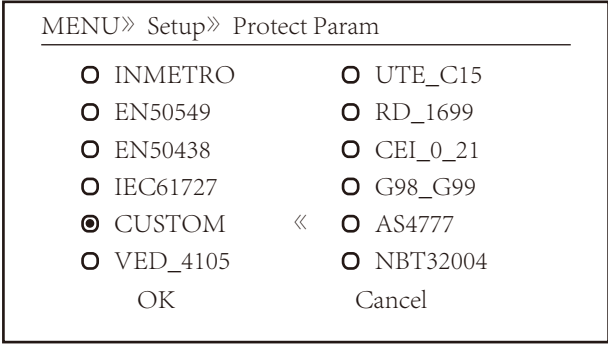 MENU» Setup» Protect Param
INMETRO UTE_C15
EN50549 RD_1699
EN50438 CEI_0_21
IEC61727 G98_G99
CUSTOM « AS4777
VED_4105 NBT32004
OK Cancel